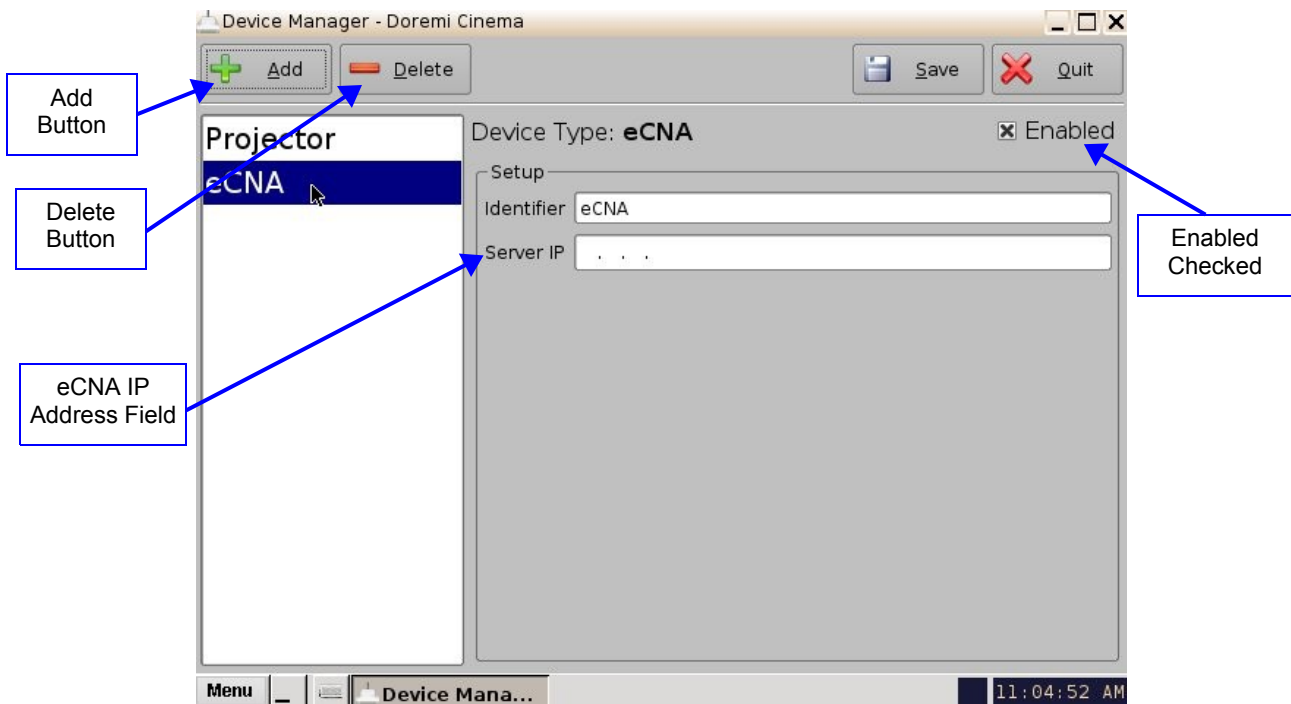 Device Manager - Doremi Cinema
Add
Delete
Save
Quit
Add
Button
Projector
Device Type: eCNA
Enabled
eCNA
Setup
Identifier
eCNA
Delete
Button
Server IP
. . .
Enabled
Checked
eCNA IP
Address Field
Menu
Device Mana...
11:04:52 AM